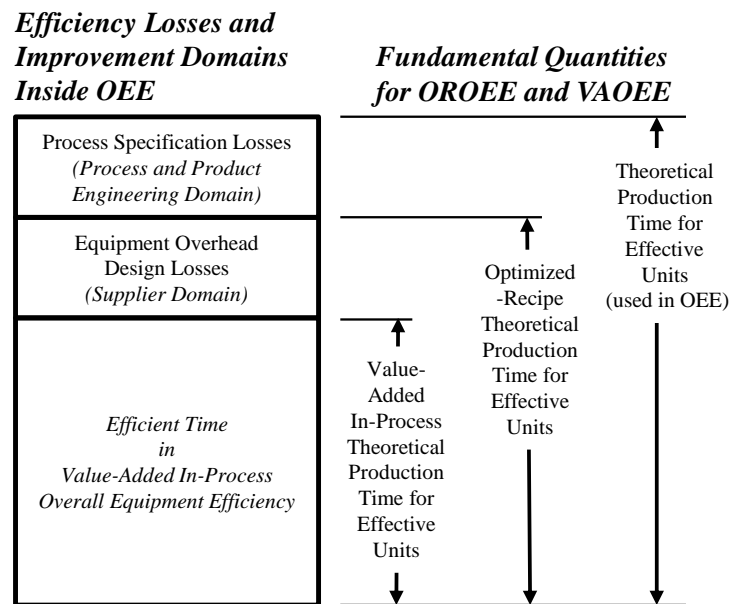 Efficiency Losses and
Improvement Domains
Inside OEE
Fundamental Quantities
for OROEE and VAOEE
Process Specification Losses
(Process and Product
Engineering Domain)
Equipment Overhead
Design Losses
(Supplier Domain)
Efficient Time
in
Value-Added In-Process
Overall Equipment Efficiency
Value-
Added
In-Process
Theoretical
Production
Time for
Effective
Units
Optimized
-Recipe
Theoretical
Production
Time for
Effective
Units
Theoretical
Production
Time for
Effective
Units
(used in OEE)